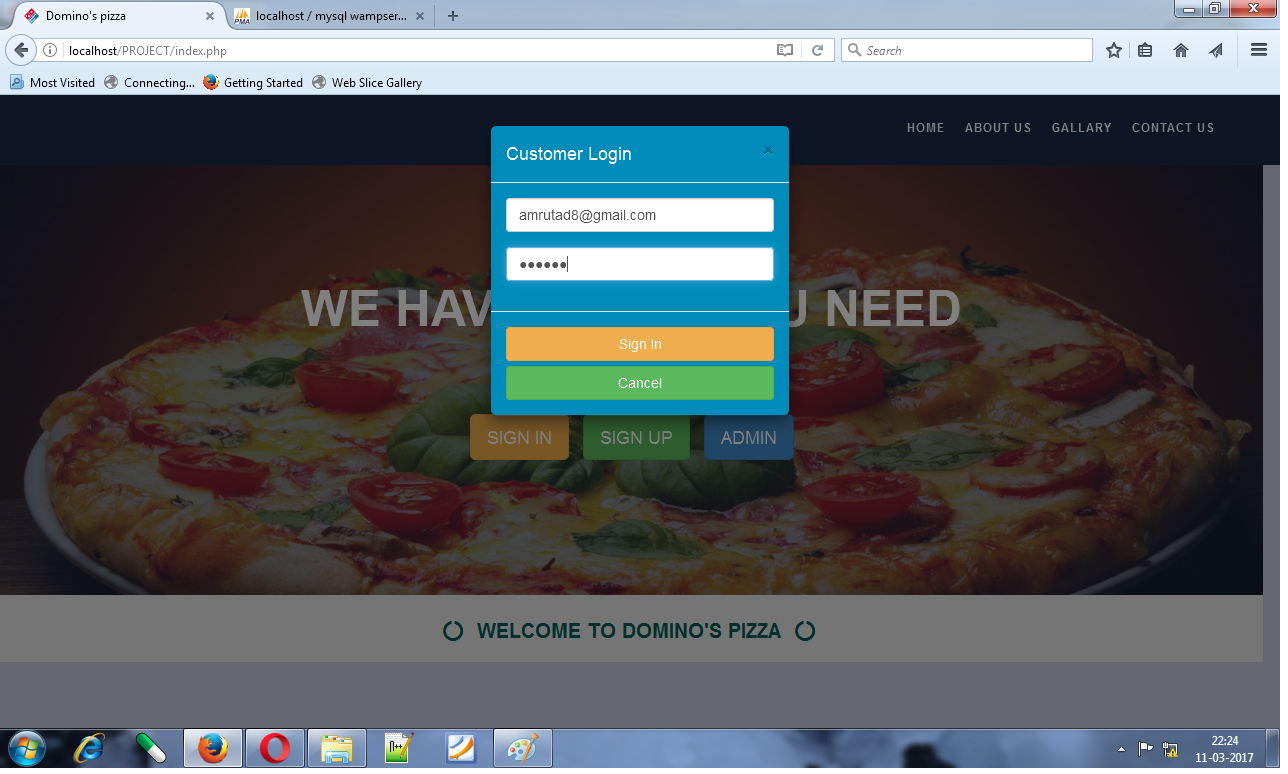 Domino's pizza
localhost / mysql wampser...
localhost/PROJECT/index.php
Search
Most Visited Connecting... Getting Started Web Slice Gallery
HOME ABOUT US GALLARY CONTACT US
Customer Login ×
amrutad8@gmail.com
●●●●●●
WE HAV U NEED
Sign In
Cancel
SIGN IN SIGN UP ADMIN
WELCOME TO DOMINO'S PIZZA
22:24
11-03-2017